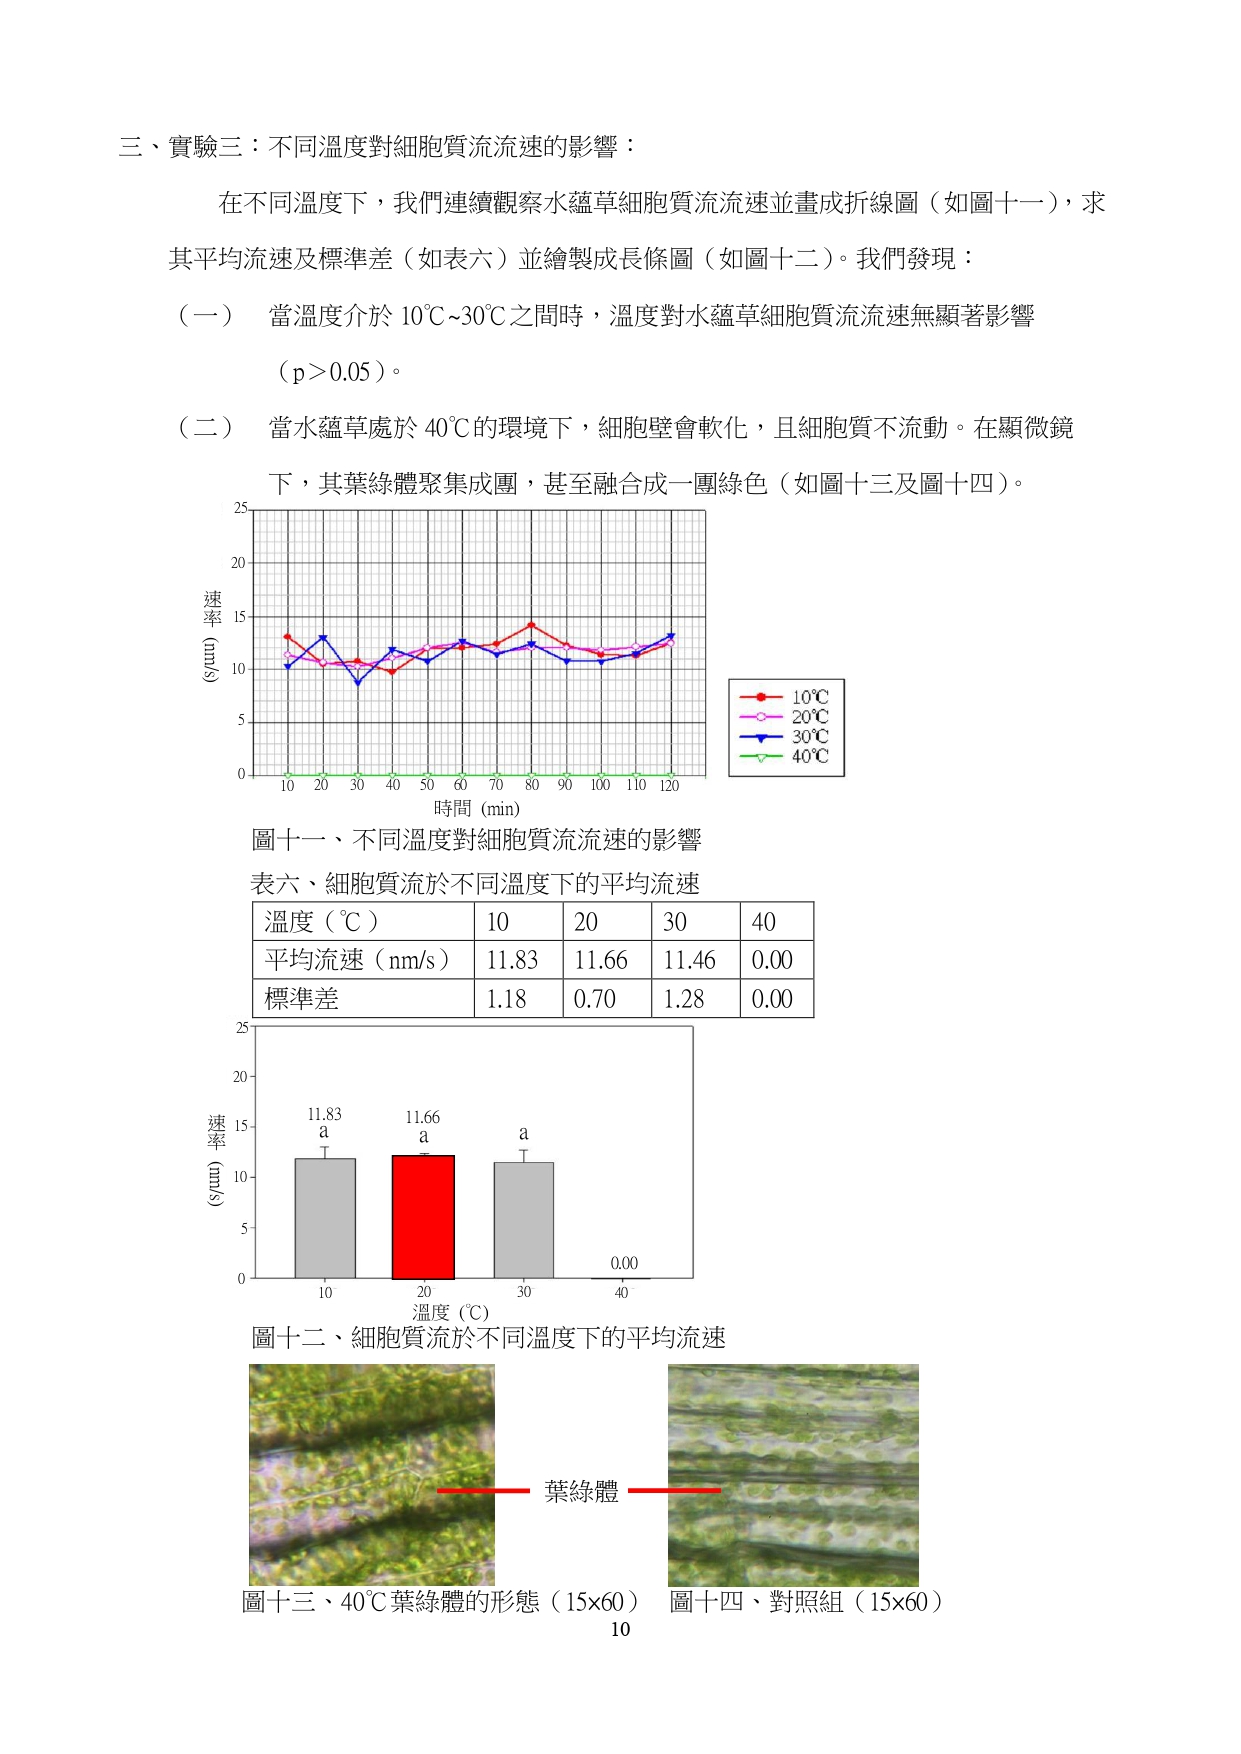 三、實驗三：不同溫度對細胞質流流速的影響：
在不同溫度下，我們連續觀察水蘊草細胞質流流速並畫成折線圖（如圖十一），求
其平均流速及標準差（如表六）並繪製成長條圖（如圖十二）。我們發現：
（一） 當溫度介於 10℃~30℃之間時，溫度對水蘊草細胞質流流速無顯著影響
（p＞0.05）。
（二） 當水蘊草處於 40℃的環境下，細胞壁會軟化，且細胞質不流動。在顯微鏡
下，其葉綠體聚集成團，甚至融合成一團綠色（如圖十三及圖十四）。
25
20
15
10
5
0
速率 (nm/s)
10 20 30 40 50 60 70 80 90 100 110 120
時間 (min)
10℃
20℃
30℃
40℃
圖十一、不同溫度對細胞質流流速的影響
表六、細胞質流於不同溫度下的平均流速
溫度（℃） 10 20 30 40
平均流速（nm/s） 11.83 11.66 11.46 0.00
標準差 1.18 0.70 1.28 0.00
25
20
15
10
5
0
速率 (nm/s)
11.83 11.66
a a a
0.00
10 20 30 40
溫度 (℃)
圖十二、細胞質流於不同溫度下的平均流速
葉綠體
圖十三、40℃葉綠體的形態（15×60） 圖十四、對照組（15×60）
10